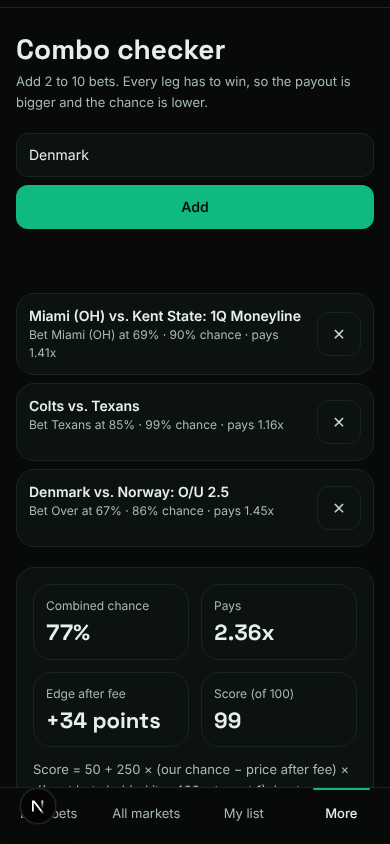 Combo checker
Add 2 to 10 bets. Every leg has to win, so the payout is
bigger and the chance is lower.
Denmark
Add
Miami (OH) vs. Kent State: 1Q Moneyline
Bet Miami (OH) at 69% · 90% chance · pays
1.41x
✕
Colts vs. Texans
Bet Texans at 85% · 99% chance · pays 1.16x
✕
Denmark vs. Norway: O/U 2.5
Bet Over at 67% · 86% chance · pays 1.45x
✕
Combined chance
77%
Pays
2.36x
Edge after fee
+34 points
Score (of 100)
99
Score = 50 + 250 × (our chance − price after fee) ×
N
bets
All markets
My list
More